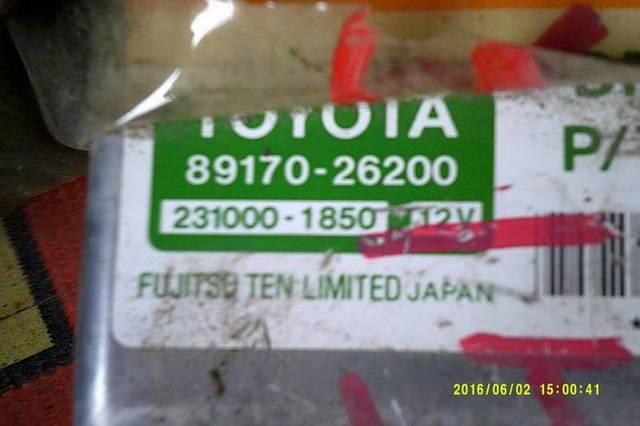 TOYOTA
89170-26200
231000-1850 12V
FUJITSU TEN LIMITED JAPAN
P/
2016/06/02 15:00:41